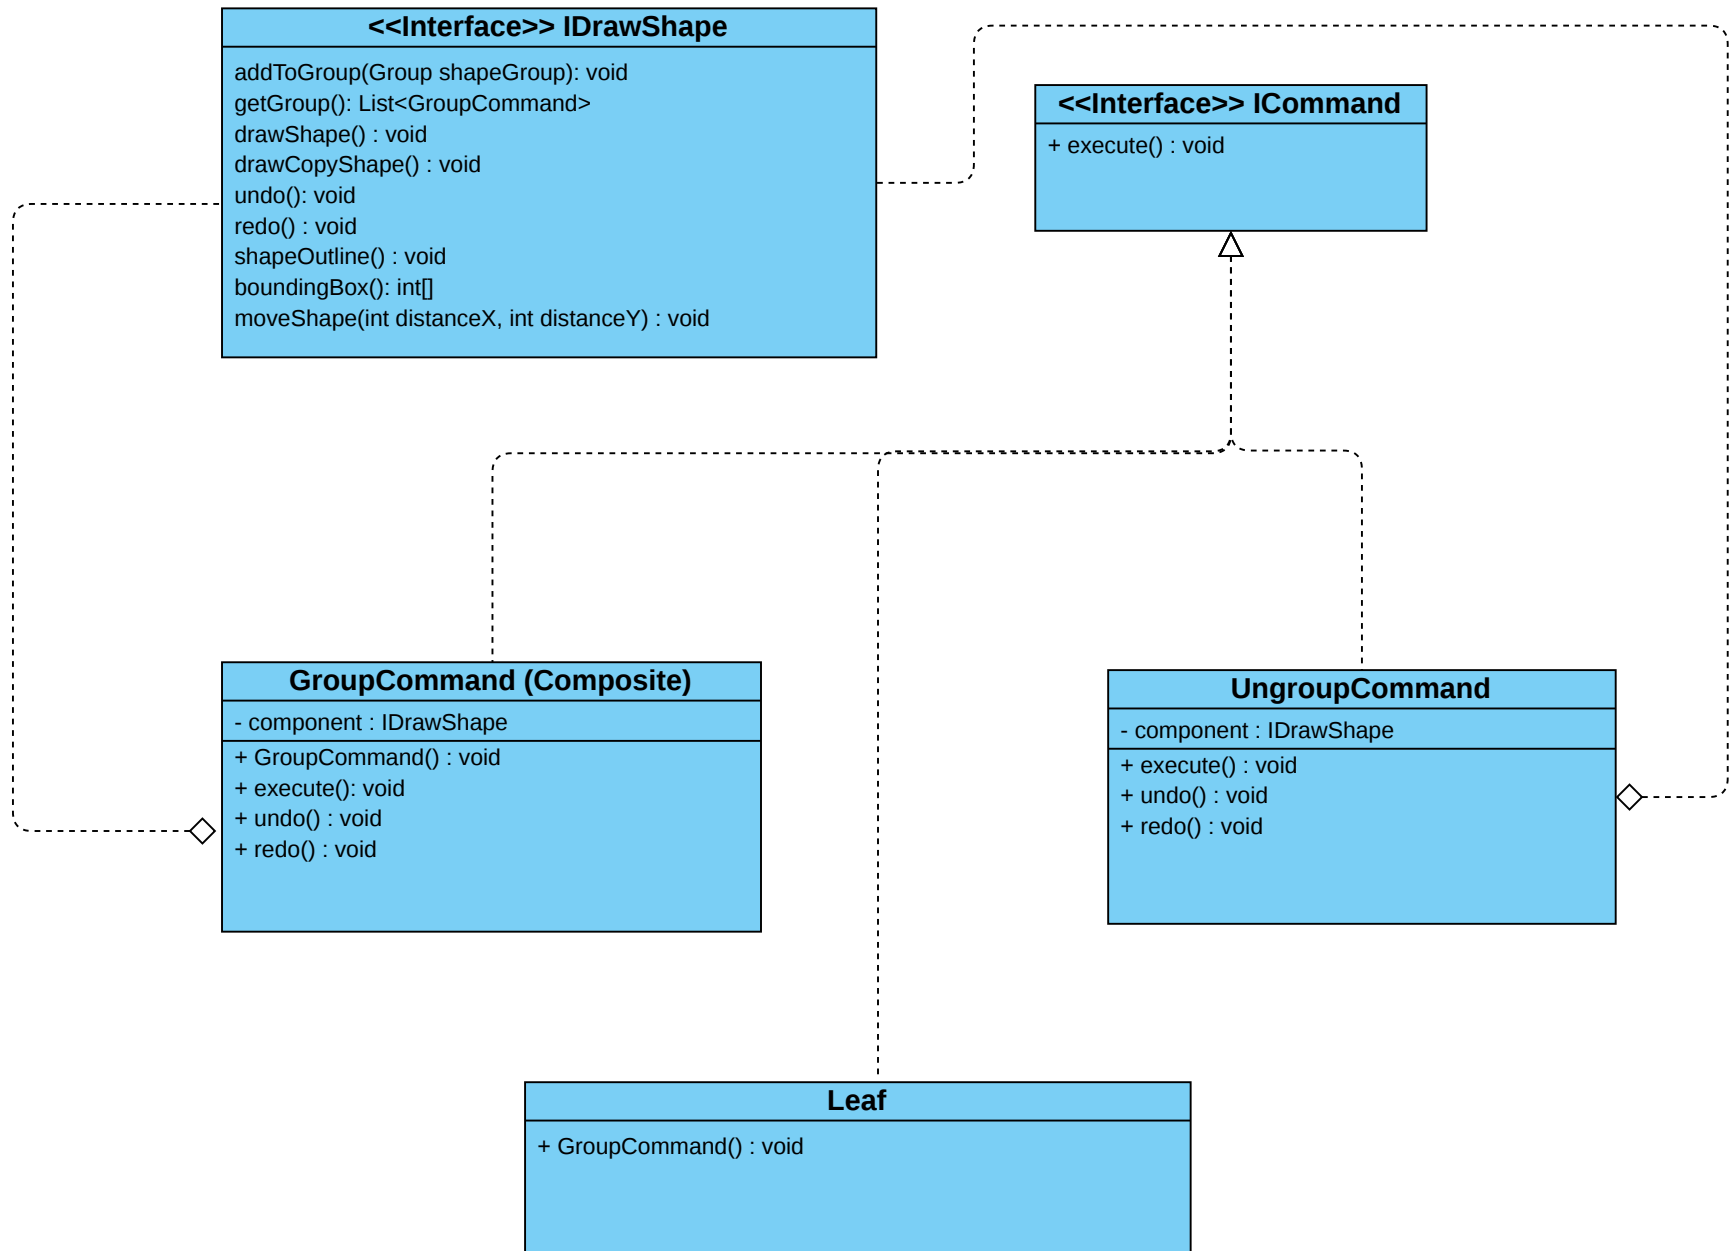 <<Interface>> IDrawShape
addToGroup(Group shapeGroup): void
getGroup(): List<GroupCommand>
drawShape() : void
drawCopyShape() : void
undo(): void
redo() : void
shapeOutline() : void
boundingBox(): int[]
moveShape(int distanceX, int distanceY) : void
<<Interface>> ICommand
+ execute() : void
GroupCommand (Composite)
- component : IDrawShape
+ GroupCommand() : void
+ execute(): void
+ undo() : void
+ redo() : void
UngroupCommand
- component : IDrawShape
+ execute() : void
+ undo() : void
+ redo() : void
Leaf
+ GroupCommand() : void